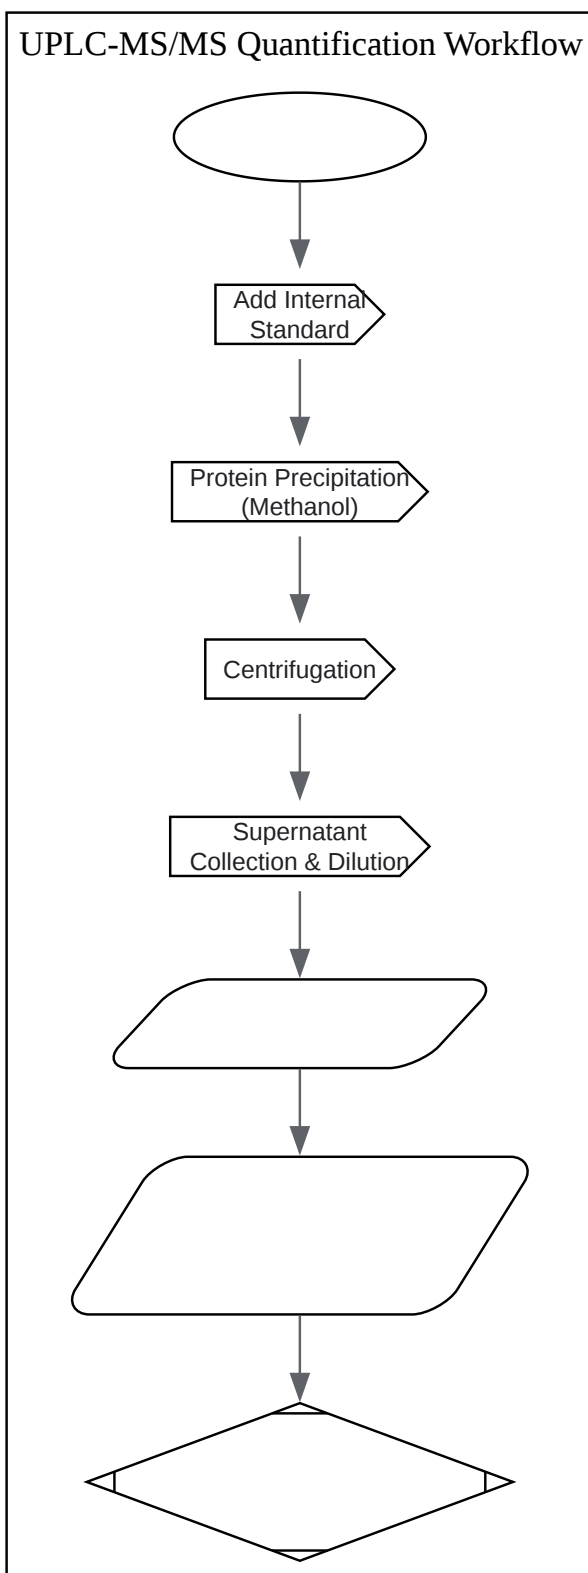 UPLC-MS/MS Quantification Workflow
Add Internal
Standard
Protein Precipitation
(Methanol)
Centrifugation
Supernatant
Collection & Dilution